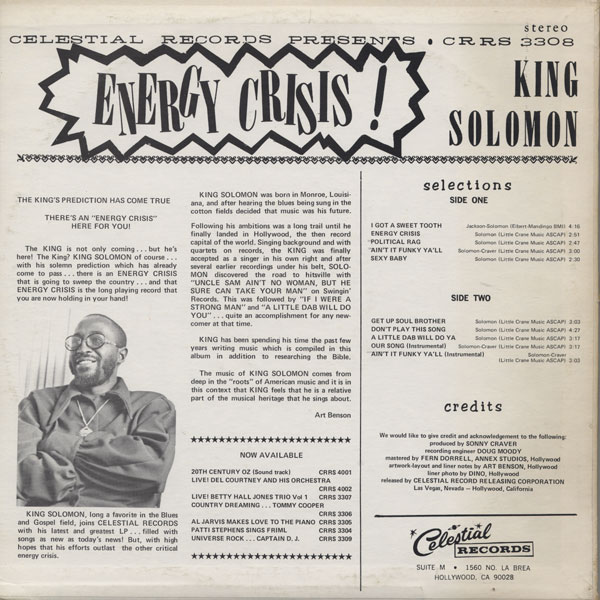 stereo
CELESTIAL RECORDS PRESENTS • CRRS 3308
ENERGY CRISIS!
KING
SOLOMON
THE KING'S PREDICTION HAS COME TRUE
THERE'S AN "ENERGY CRISIS"
HERE FOR YOU!
The KING is not only coming . . . but he's
here! The King? KING SOLOMON of course . . .
with his solemn prediction which has already
come to pass . . . there is an ENERGY CRISIS
that is going to sweep the country . . . and that
ENERGY CRISIS is the long playing record that
you are now holding in your hand!
KING SOLOMON, long a favorite in the Blues
and Gospel field, joins CELESTIAL RECORDS
with his latest and greatest LP . . . filled with
songs as new as today's news! But, with high
hopes that his efforts outlast the other critical
energy crisis.
KING SOLOMON was born in Monroe, Louisi-
ana, and after hearing the blues being sung in the
cotton fields decided that music was his future.
Following his ambitions was a long trail until he
finally landed in Hollywood, the then record
capital of the world. Singing background and with
quartets on records, the KING was finally
accepted as a singer in his own right and after
several earlier recordings under his belt, SOLO-
MON discovered the road to hitsville with
"UNCLE SAM AIN'T NO WOMAN, BUT HE
SURE CAN TAKE YOUR MAN" on Swingin'
Records. This was followed by "IF I WERE A
STRONG MAN" and "A LITTLE DAB WILL DO
YOU" . . . quite an accomplishment for any new-
comer at that time.
KING has been spending his time the past few
years writing music which is compiled in this
album in addition to researching the Bible.
The music of KING SOLOMON comes from
deep in the "roots" of American music and it is in
this context that KING feels that he is a relative
part of the musical heritage that he sings about.
Art Benson
NOW AVAILABLE
20TH CENTURY OZ (Sound track) CRRS 4001
LIVE! DEL COURTNEY AND HIS ORCHESTRA
CRRS 4002
LIVE! BETTY HALL JONES TRIO Vol 1 CRRS 3307
COUNTRY DREAMING . . . TOMMY COOPER
CRRS 3306
AL JARVIS MAKES LOVE TO THE PIANO CRRS 3305
PATTI STEPHENS SINGS FRIML CRRS 3304
UNIVERSE ROCK . . . CAPTAIN D. J. CRRS 3309
selections
SIDE ONE
I GOT A SWEET TOOTH Jackson-Solomon (Eilert-Mandingo BMI) 4:16
ENERGY CRISIS Solomon (Little Crane Music ASCAP) 2:51
POLITICAL RAG Solomon (Little Crane Music ASCAP) 2:47
"AIN'T IT FUNKY YA'LL Solomon-Craver (Little Crane Music ASCAP) 3:00
SEXY BABY Solomon (Little Crane Music ASCAP) 2:30
SIDE TWO
GET UP SOUL BROTHER Solomon (Little Crane Music ASCAP) 3:03
DON'T PLAY THIS SONG Solomon (Little Crane Music ASCAP) 4:27
A LITTLE DAB WILL DO YA Solomon (Little Crane Music ASCAP) 3:17
OUR SONG (Instrumental) Solomon-Craver (Little Crane Music ASCAP) 3:17
"AIN'T IT FUNKY YA'LL (Instrumental) Solomon-Craver
(Little Crane Music ASCAP) 3:03
credits
We would like to give credit and acknowledgement to the following:
produced by SONNY CRAVER
recording engineer DOUG MOODY
mastered by FERN DORRELL, ANNEX STUDIOS, Hollywood
artwork-layout and liner notes by ART BENSON, Hollywood
liner photo by DINO, Hollywood
released by CELESTIAL RECORD RELEASING CORPORATION
Las Vegas, Nevada — Hollywood, California
Celestial
RECORDS
SUITE M • 1560 NO. LA BREA
HOLLYWOOD, CA 90028